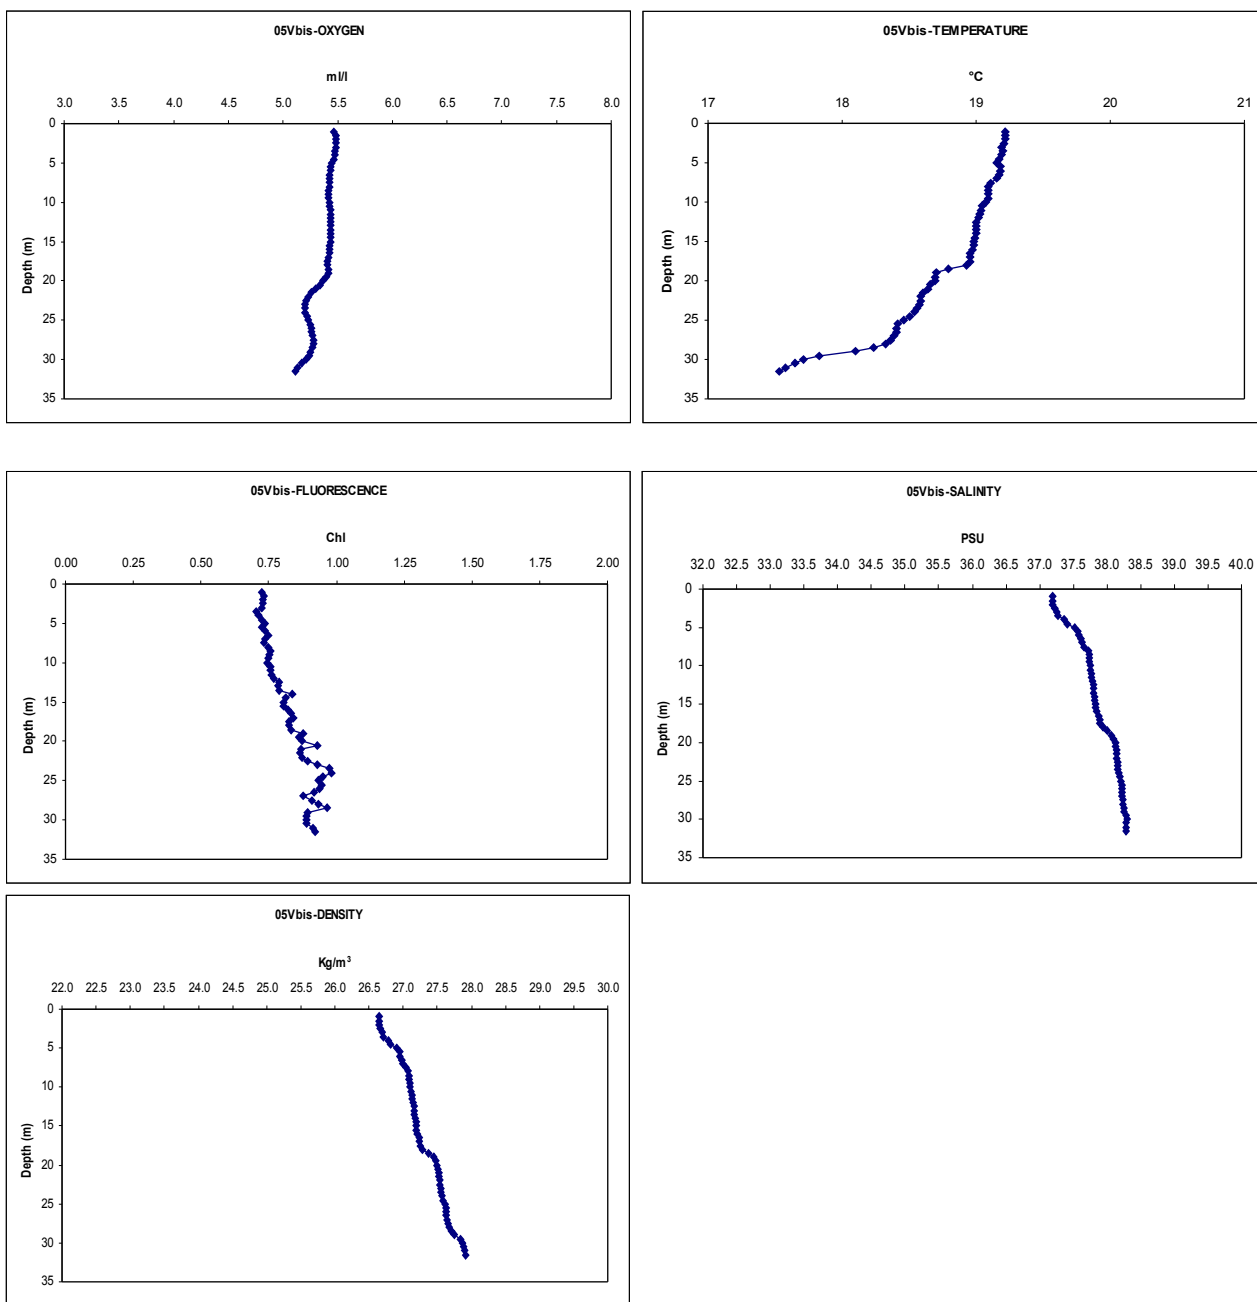 05Vbis-OXYGEN
ml/l
3.0 3.5 4.0 4.5 5.0 5.5 6.0 6.5 7.0 7.5 8.0
0
5
10
15
20
25
30
35
Depth (m)
05Vbis-TEMPERATURE
°C
17 18 19 20 21
0
5
10
15
20
25
30
35
Depth (m)
05Vbis-FLUORESCENCE
Chl
0.00 0.25 0.50 0.75 1.00 1.25 1.50 1.75 2.00
0
5
10
15
20
25
30
35
Depth (m)
05Vbis-SALINITY
PSU
32.0 32.5 33.0 33.5 34.0 34.5 35.0 35.5 36.0 36.5 37.0 37.5 38.0 38.5 39.0 39.5 40.0
0
5
10
15
20
25
30
35
Depth (m)
05Vbis-DENSITY
Kg/m³
22.0 22.5 23.0 23.5 24.0 24.5 25.0 25.5 26.0 26.5 27.0 27.5 28.0 28.5 29.0 29.5 30.0
0
5
10
15
20
25
30
35
Depth (m)